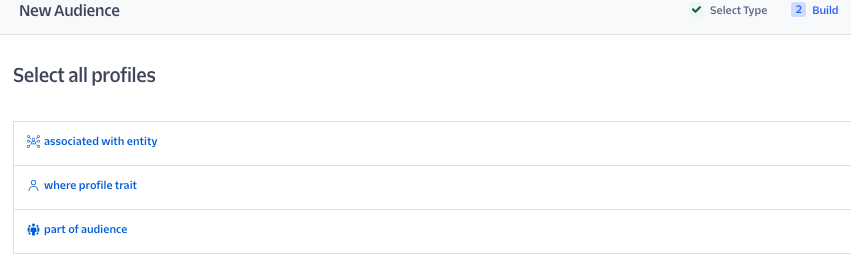 New Audience
Select Type
2 Build
Select all profiles
associated with entity
where profile trait
part of audience